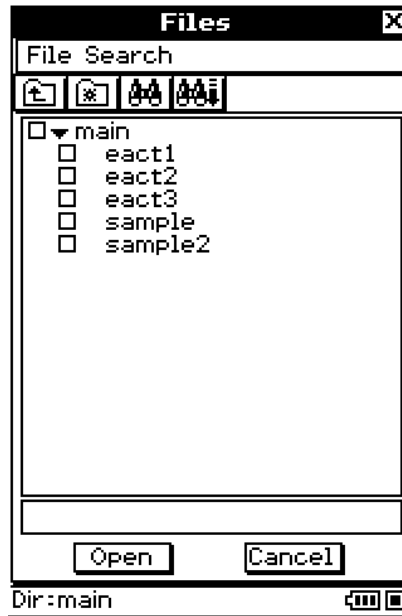 Files
File Search
main
eact1
eact2
eact3
sample
sample2
Open Cancel
Dir:main